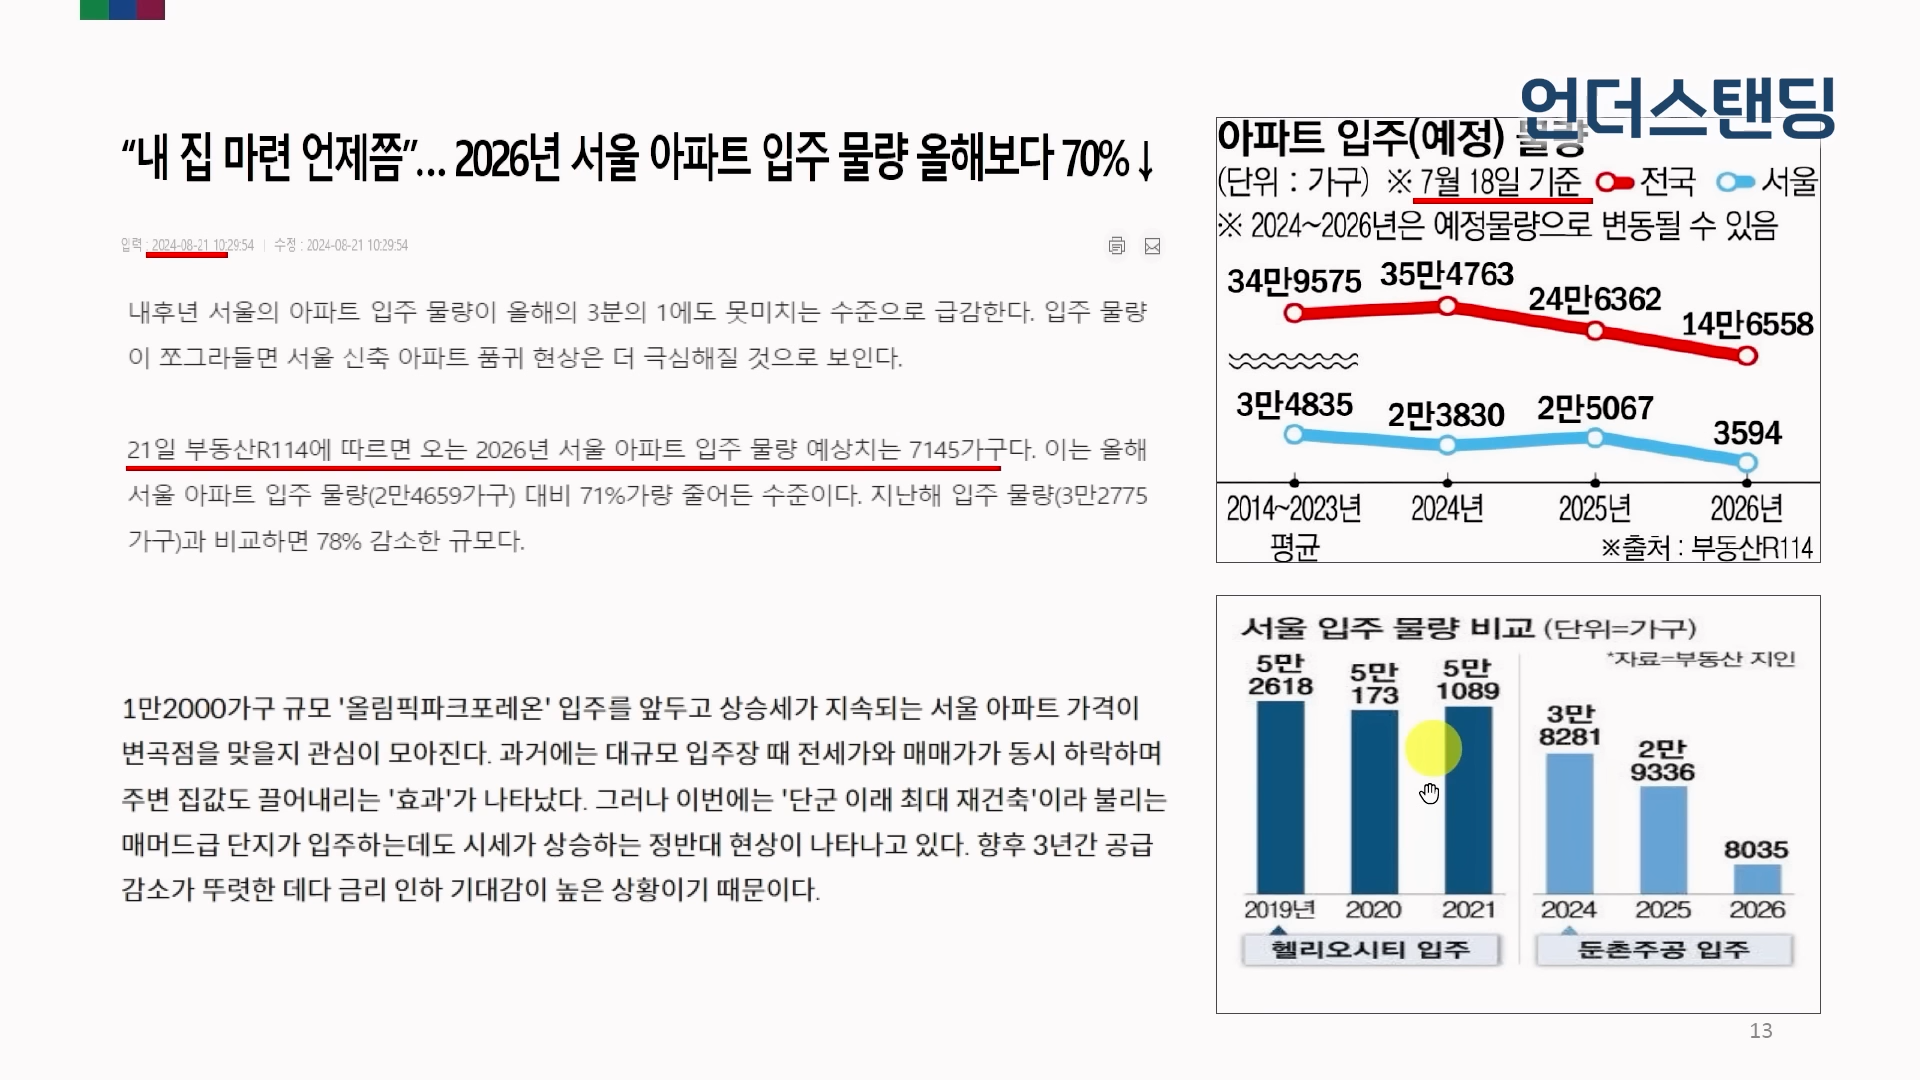 언더스탠딩
“내 집 마련 언제쯤”... 2026년 서울 아파트 입주 물량 올해보다 70%↓
입력 : 2024-08-21 10:29:54 | 수정 : 2024-08-21 10:29:54
내후년 서울의 아파트 입주 물량이 올해의 3분의 1에도 못미치는 수준으로 급감한다. 입주 물량
이 쪼그라들면 서울 신축 아파트 품귀 현상은 더 극심해질 것으로 보인다.
21일 부동산R114에 따르면 오는 2026년 서울 아파트 입주 물량 예상치는 7145가구다. 이는 올해
서울 아파트 입주 물량(2만4659가구) 대비 71%가량 줄어든 수준이다. 지난해 입주 물량(3만2775
가구)과 비교하면 78% 감소한 규모다.
1만2000가구 규모 '올림픽파크포레온' 입주를 앞두고 상승세가 지속되는 서울 아파트 가격이
변곡점을 맞을지 관심이 모아진다. 과거에는 대규모 입주장 때 전세가와 매매가가 동시 하락하며
주변 집값도 끌어내리는 '효과'가 나타났다. 그러나 이번에는 '단군 이래 최대 재건축'이라 불리는
매머드급 단지가 입주하는데도 시세가 상승하는 정반대 현상이 나타나고 있다. 향후 3년간 공급
감소가 뚜렷한 데다 금리 인하 기대감이 높은 상황이기 때문이다.
아파트 입주(예정) 물량
(단위 : 가구) ※ 7월 18일 기준 전국 서울
※ 2024~2026년은 예정물량으로 변동될 수 있음
34만9575 35만4763 24만6362 14만6558
3만4835 2만3830 2만5067 3594
2014~2023년 2024년 2025년 2026년
평균 ※출처 : 부동산R114
서울 입주 물량 비교 (단위=가구)
*자료=부동산 지인
5만 5만 5만
2618 173 1089
3만
8281
2만
9336
8035
2019년 2020 2021 2024 2025 2026
헬리오시티 입주 둔촌주공 입주
13